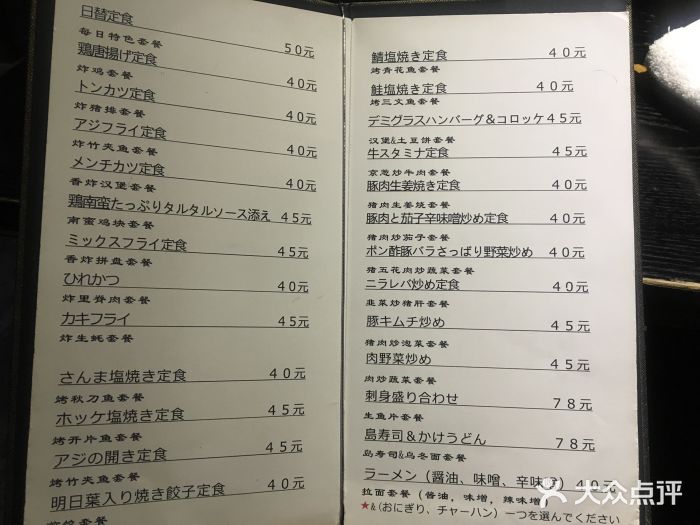 日替定食 50元
每日特色套餐
鶏唐揚げ定食 40元
炸鸡套餐
トンカツ定食 40元
炸猪排套餐
アジフライ定食 40元
炸竹夹鱼套餐
メンチカツ定食 40元
香炸汉堡套餐
鶏南蛮たっぷりタルタルソース添え 45元
南蛮鸡块套餐
ミックスフライ定食 45元
香炸拼盘套餐
ひれかつ 40元
炸里脊肉套餐
カキフライ 45元
炸生蚝套餐
さんま塩焼き定食 40元
烤秋刀鱼套餐
ホッケ塩焼き定食 45元
烤开片鱼套餐
アジの開き定食 45元
烤竹夹鱼套餐
明日葉入り焼き餃子定食 40元
鯖塩焼き定食 40元
烤青花鱼套餐
鮭塩焼き定食 40元
烤三文鱼套餐
デミグラスハンバーグ&コロッケ45元
汉堡&土豆饼套餐
牛スタミナ定食 45元
京葱炒牛肉套餐
豚肉生姜焼き定食 40元
猪肉生姜烧套餐
豚肉と茄子辛味噌炒め定食 40元
猪肉炒茄子套餐
ポン酢豚バラさっぱり野菜炒め 40元
猪五花肉炒蔬菜套餐
ニラレバ炒め定食 40元
韭菜炒猪肝套餐
豚キムチ炒め 45元
猪肉炒泡菜套餐
肉野菜炒め 45元
肉炒蔬菜套餐
刺身盛り合わせ 78元
生鱼片套餐
島寿司&かけうどん 78元
岛寿司&乌冬面套餐
ラーメン(醤油、味噌、辛味噌) 40元
拉面套餐(酱油,味增,辣味增)
★&(おにぎり、チャーハン)一つを選んでください
大众点评